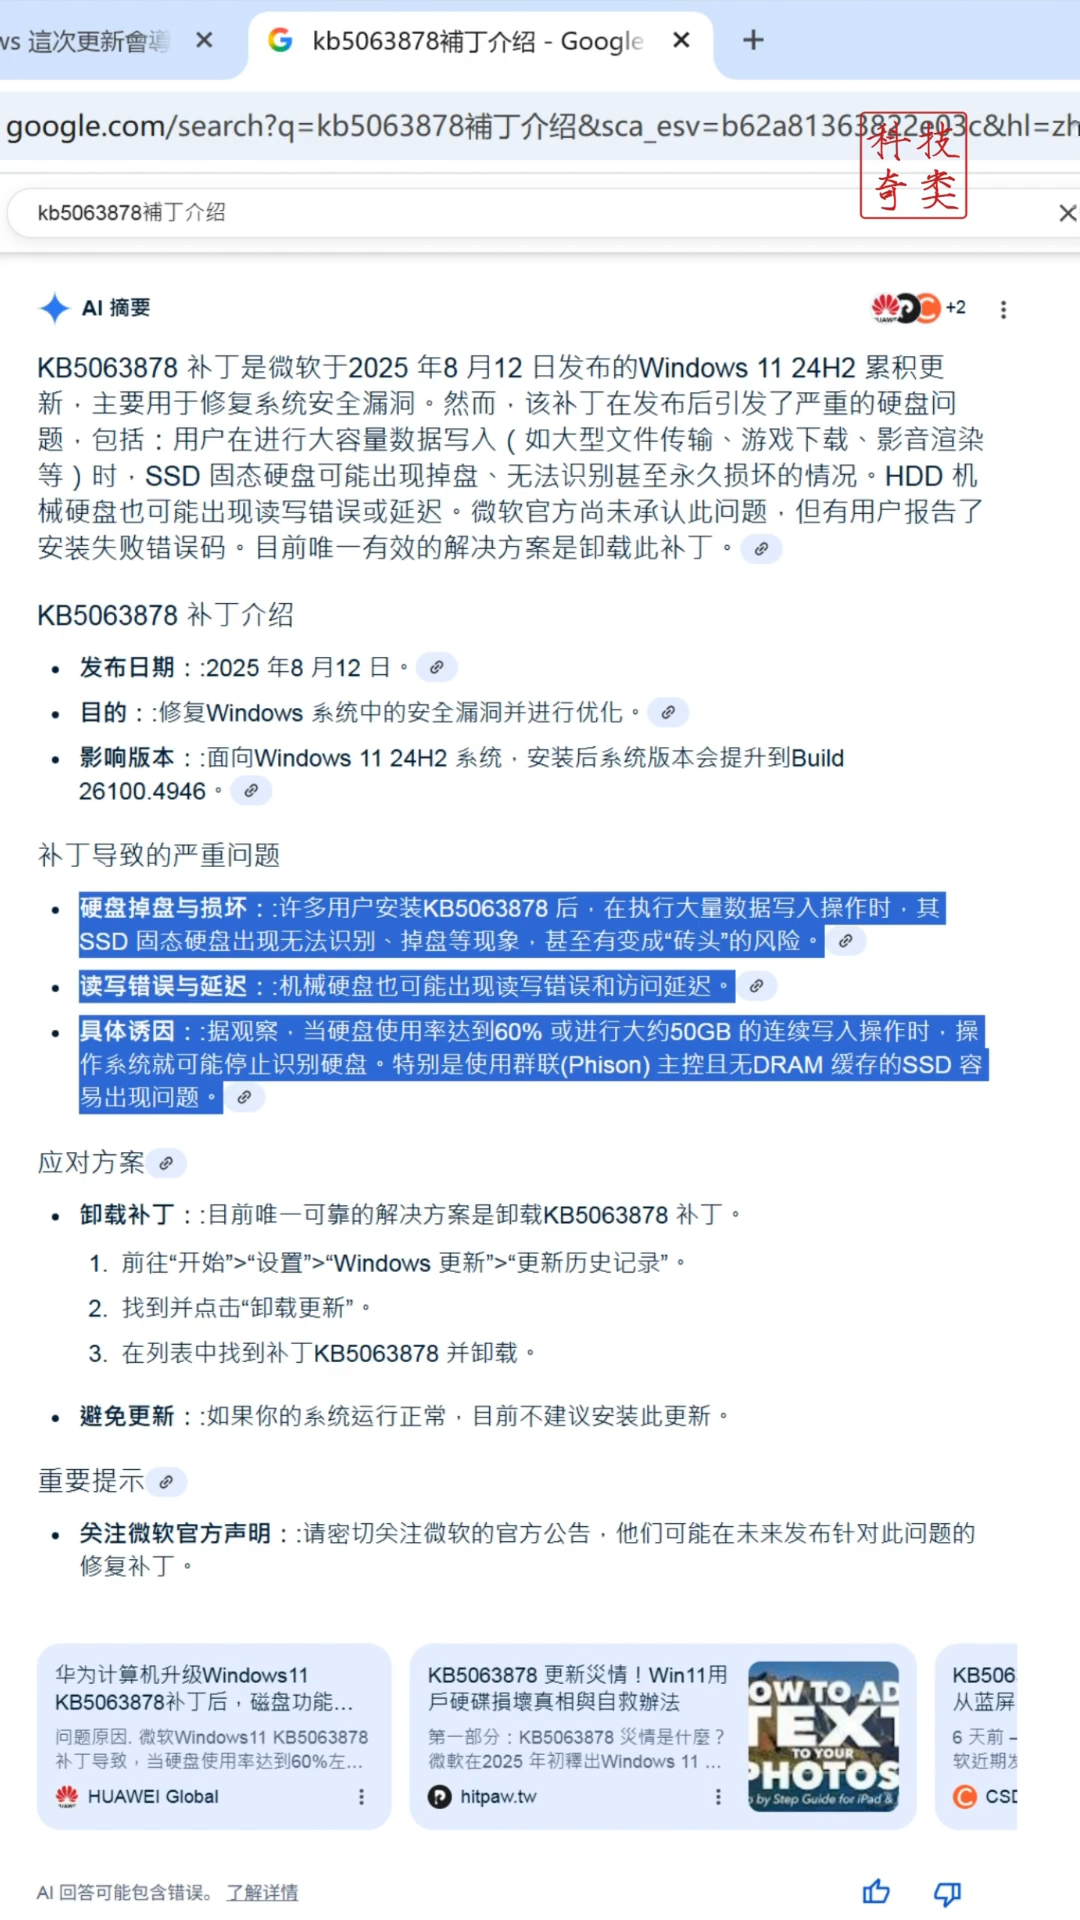 ws 這次更新會導
kb5063878補丁介绍 - Google
google.com/search?q=kb5063878補丁介绍&sca_esv=b62a81363822e03c&hl=zh
科技
奇类
kb5063878補丁介绍
AI 摘要
+2
KB5063878 补丁是微软于2025 年8 月12 日发布的Windows 11 24H2 累积更
新，主要用于修复系统安全漏洞。然而，该补丁在发布后引发了严重的硬盘问
题，包括：用户在进行大容量数据写入（如大型文件传输、游戏下载、影音渲染
等）时，SSD 固态硬盘可能出现掉盘、无法识别甚至永久损坏的情况。HDD 机
械硬盘也可能出现读写错误或延迟。微软官方尚未承认此问题，但有用户报告了
安装失败错误码。目前唯一有效的解决方案是卸载此补丁。
KB5063878 补丁介绍
• 发布日期：:2025 年8 月12 日。
• 目的：:修复Windows 系统中的安全漏洞并进行优化。
• 影响版本：:面向Windows 11 24H2 系统，安装后系统版本会提升到Build
26100.4946。
补丁导致的严重问题
• 硬盘掉盘与损坏：:许多用户安装KB5063878 后，在执行大量数据写入操作时，其
SSD 固态硬盘出现无法识别、掉盘等现象，甚至有变成“砖头”的风险。
• 读写错误与延迟：:机械硬盘也可能出现读写错误和访问延迟。
• 具体诱因：:据观察，当硬盘使用率达到60% 或进行大约50GB 的连续写入操作时，操
作系统就可能停止识别硬盘。特别是使用群联(Phison) 主控且无DRAM 缓存的SSD 容
易出现问题。
应对方案
• 卸载补丁：:目前唯一可靠的解决方案是卸载KB5063878 补丁。
1. 前往“开始”>“设置”>“Windows 更新”>“更新历史记录”。
2. 找到并点击“卸载更新”。
3. 在列表中找到补丁KB5063878 并卸载。
• 避免更新：:如果你的系统运行正常，目前不建议安装此更新。
重要提示
• 关注微软官方声明：:请密切关注微软的官方公告，他们可能在未来发布针对此问题的
修复补丁。
华为计算机升级Windows11
KB5063878补丁后，磁盘功能...
问题原因. 微软Windows11 KB5063878
补丁导致，当硬盘使用率达到60%左...
HUAWEI Global
KB5063878 更新災情！Win11用
戶硬碟損壞真相與自救辦法
第一部分：KB5063878 災情是什麼？
微軟在2025 年初釋出Windows 11 ...
hitpaw.tw
OW TO AD
TEXT
TO YOUR
PHOTOS
by Step Guide for iPad &
KB506
从蓝屏
6 天前 —
软近期发
CSD
AI 回答可能包含错误。 了解详情